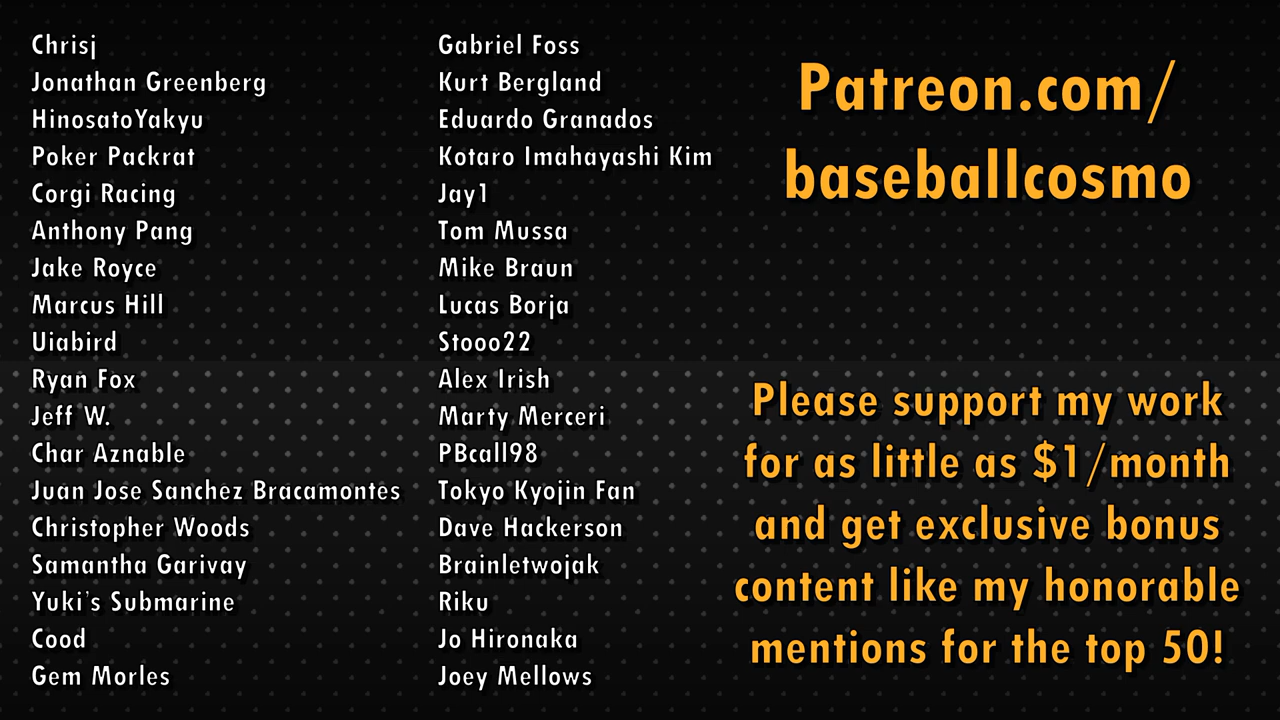 Chrisj
Jonathan Greenberg
HinosatoYakyu
Poker Packrat
Corgi Racing
Anthony Pang
Jake Royce
Marcus Hill
Uiabird
Ryan Fox
Jeff W.
Char Aznable
Juan Jose Sanchez Bracamontes
Christopher Woods
Samantha Garivay
Yuki's Submarine
Cood
Gem Morles
Gabriel Foss
Kurt Bergland
Eduardo Granados
Kotaro Imahayashi Kim
Jay1
Tom Mussa
Mike Braun
Lucas Borja
Stooo22
Alex Irish
Marty Merceri
PBcall98
Tokyo Kyojin Fan
Dave Hackerson
Brainletwojak
Riku
Jo Hironaka
Joey Mellows
Patreon.com/
baseballcosmo
Please support my work
for as little as $1/month
and get exclusive bonus
content like my honorable
mentions for the top 50!